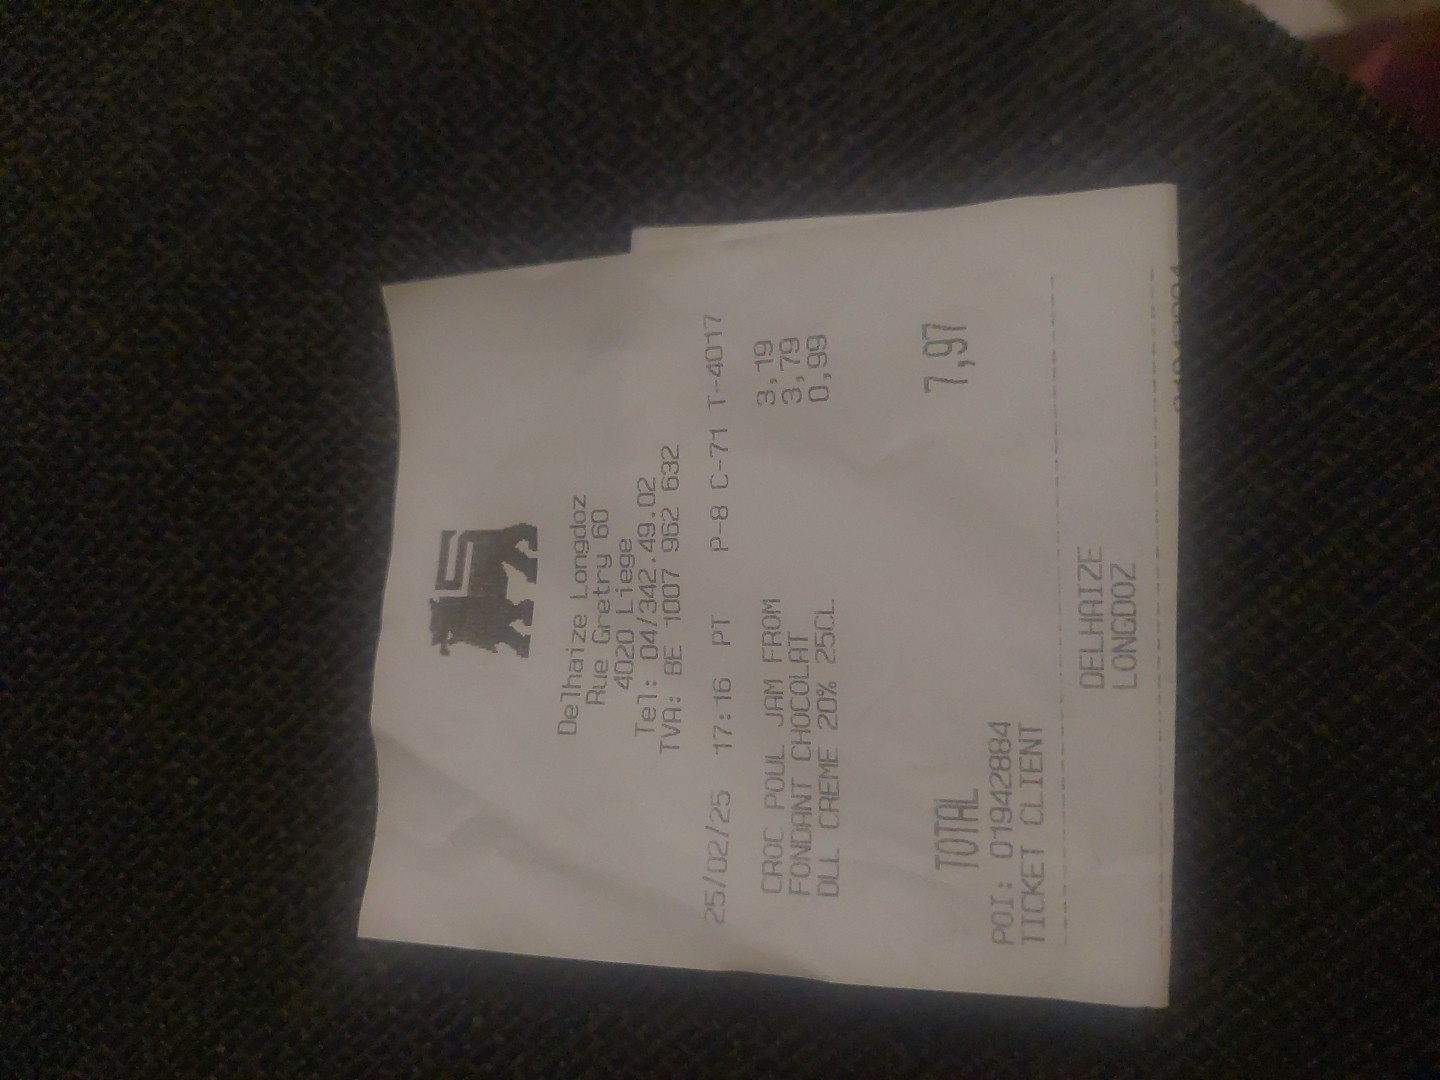 Delhaize Longdoz
Rue Gretry 60
4020 Liege
Tel: 04/342.49.02
TVA: BE 1007 962 632
25/02/25 17:16 PT P-8 C-71 T-4017
CROC POUL JAM FROM 3,19
FONDANT CHOCOLAT 3,79
DLL CREME 20% 25CL 0,99
TOTAL 7,97
POI: 01942884
TICKET CLIENT
DELHAIZE
LONGDOZ